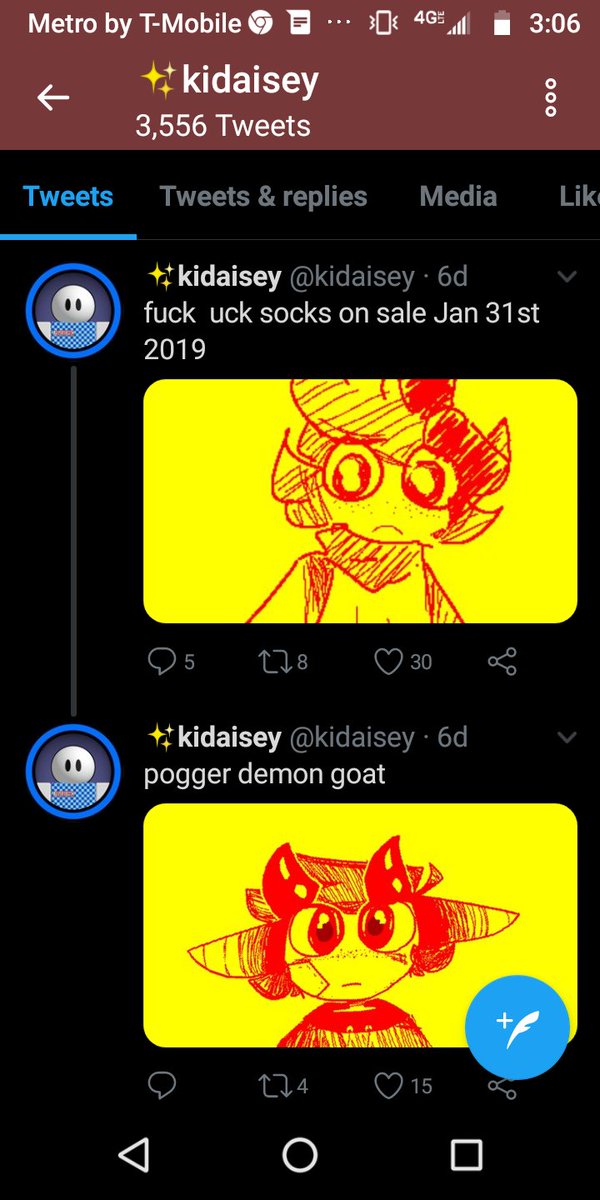 Metro by T-Mobile ... 4G LTE 3:06
✨kidaisey
3,556 Tweets
Tweets Tweets & replies Media Lik
✨kidaisey @kidaisey · 6d
fuck  uck socks on sale Jan 31st
2019
5 8 30
✨kidaisey @kidaisey · 6d
pogger demon goat
4 15